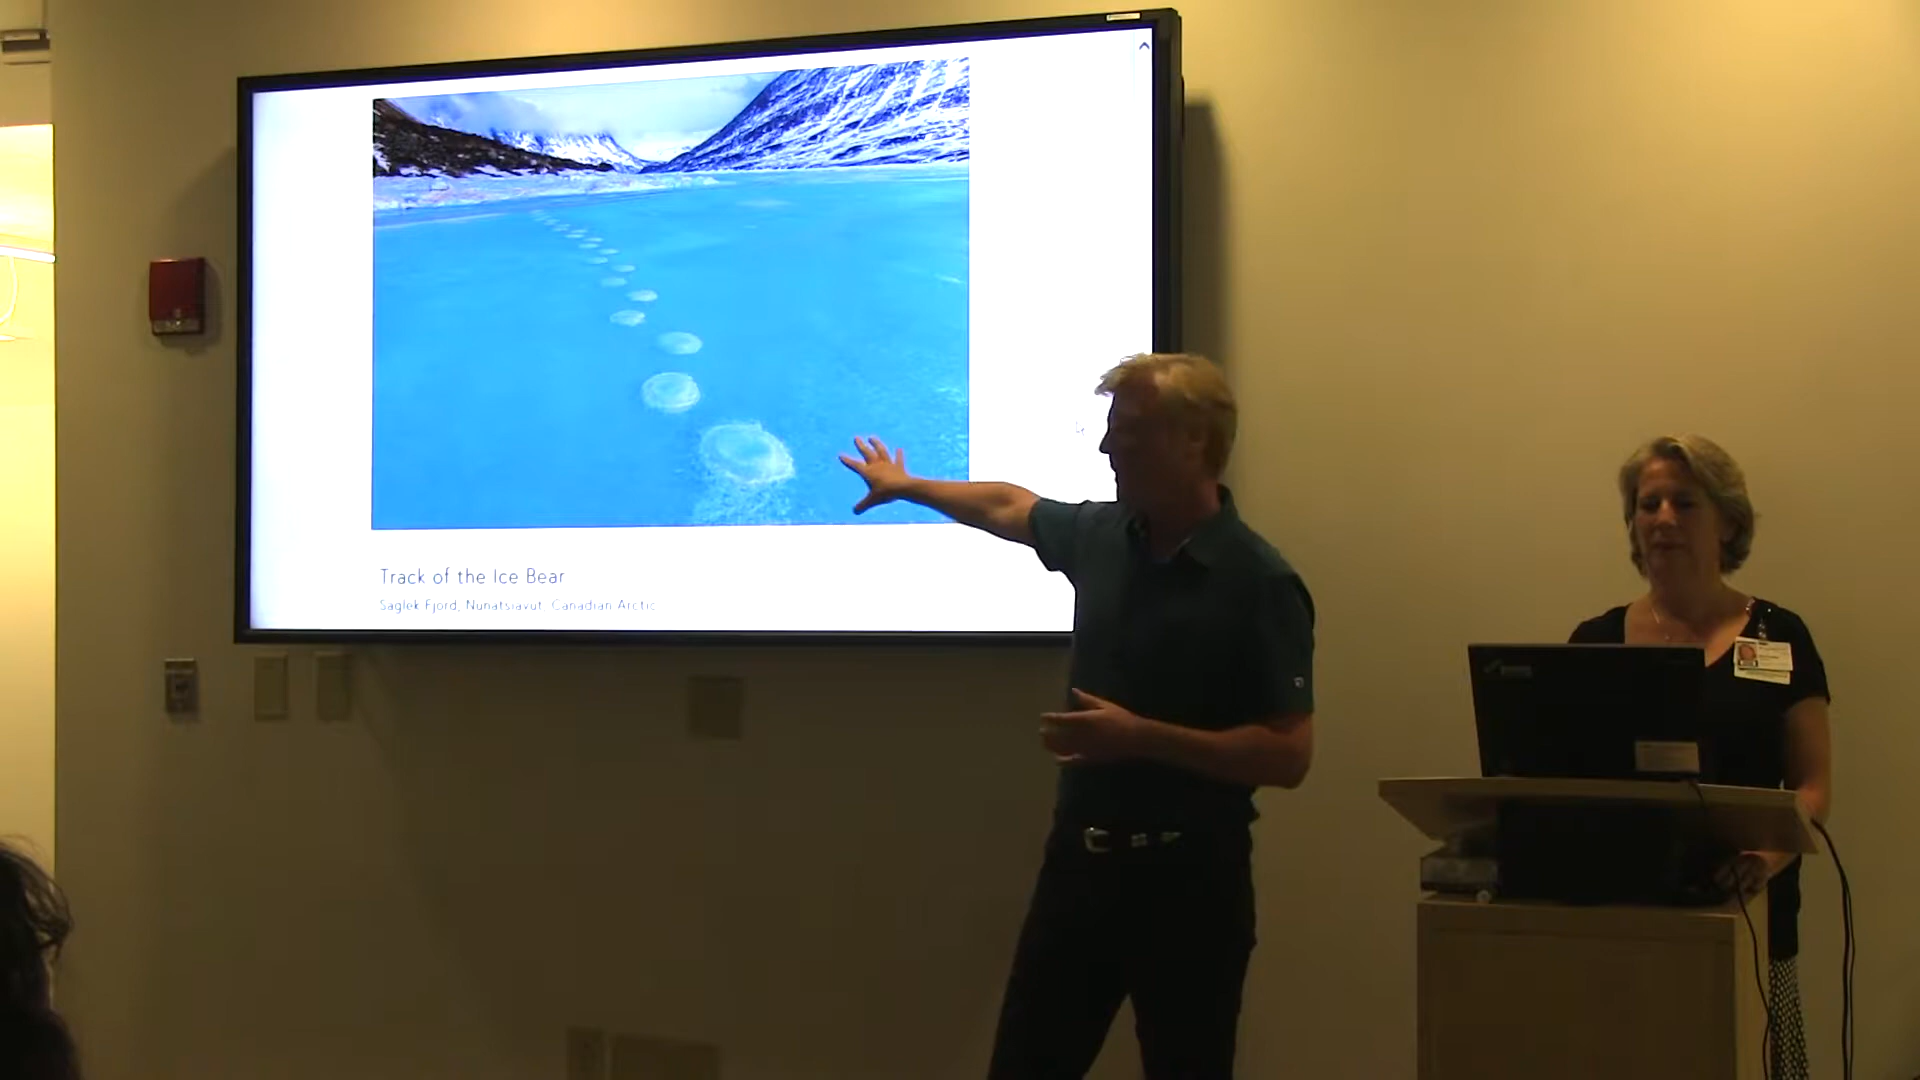 Track of the Ice Bear
Saglek Fjord, Nunatsiavut, Canadian Arctic